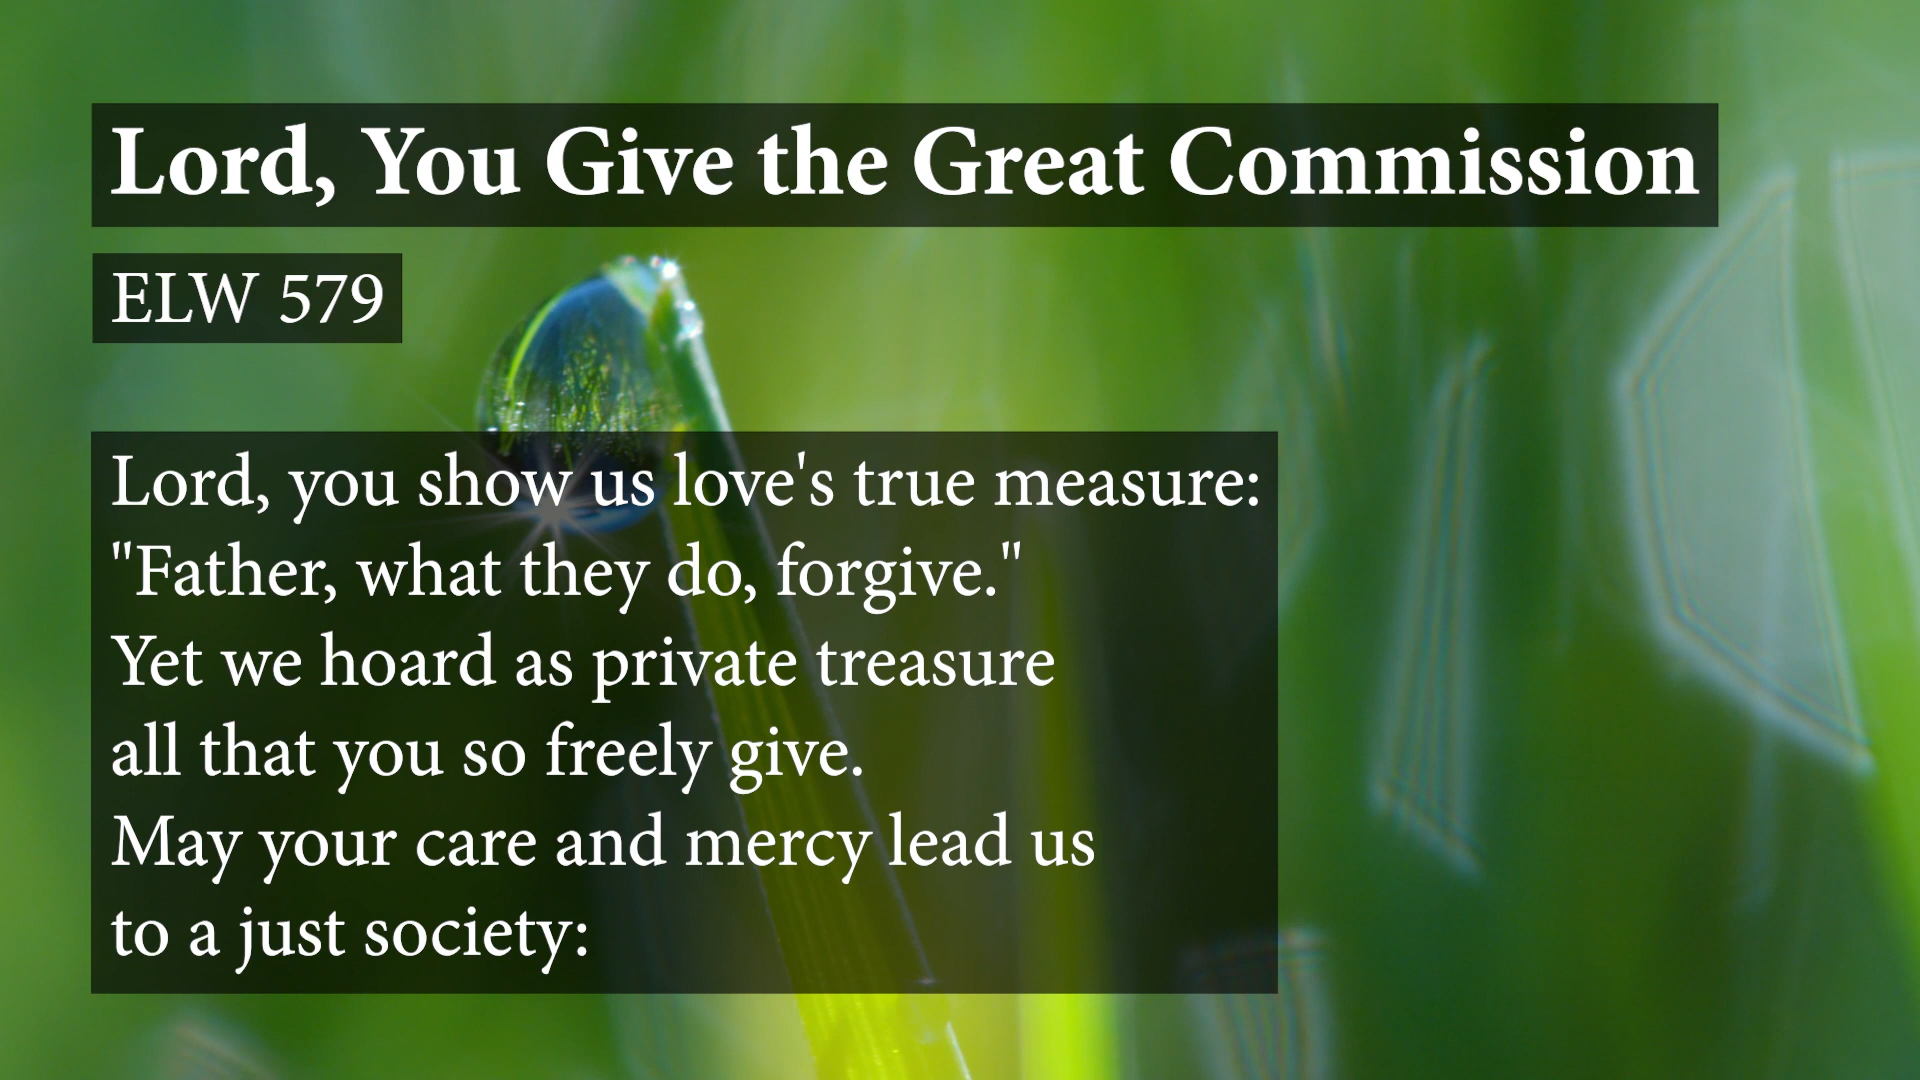 Lord, You Give the Great Commission
ELW 579
Lord, you show us love's true measure:
"Father, what they do, forgive."
Yet we hoard as private treasure
all that you so freely give.
May your care and mercy lead us
to a just society: